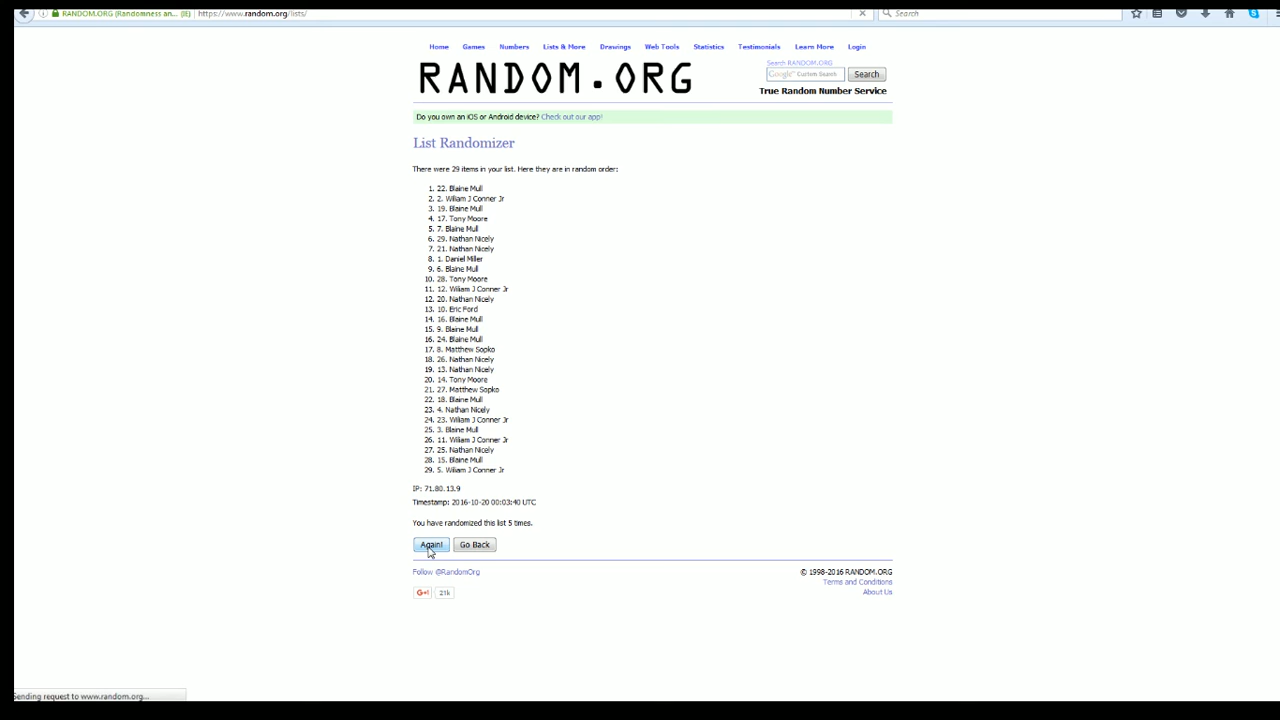 RANDOM.ORG (Randomness an... (IE) https://www.random.org/lists/ Search
Home Games Numbers Lists & More Drawings Web Tools Statistics Testimonials Learn More Login
Search RANDOM.ORG
RANDOM.ORG
Google™ Custom Search Search
True Random Number Service
Do you own an iOS or Android device? Check out our app!
List Randomizer
There were 29 items in your list. Here they are in random order:
1. 22. Blaine Mull
2. 2. Wiliam J Conner Jr
3. 19. Blaine Mull
4. 17. Tony Moore
5. 7. Blaine Mull
6. 29. Nathan Nicely
7. 21. Nathan Nicely
8. 1. Daniel Miller
9. 6. Blaine Mull
10. 28. Tony Moore
11. 12. Wiliam J Conner Jr
12. 20. Nathan Nicely
13. 10. Eric Ford
14. 16. Blaine Mull
15. 9. Blaine Mull
16. 24. Blaine Mull
17. 8. Matthew Sopko
18. 26. Nathan Nicely
19. 13. Nathan Nicely
20. 14. Tony Moore
21. 27. Matthew Sopko
22. 18. Blaine Mull
23. 4. Nathan Nicely
24. 23. Wiliam J Conner Jr
25. 3. Blaine Mull
26. 11. Wiliam J Conner Jr
27. 25. Nathan Nicely
28. 15. Blaine Mull
29. 5. Wiliam J Conner Jr
IP: 71.80.13.9
Timestamp: 2016-10-20 00:03:40 UTC
You have randomized this list 5 times.
Again! Go Back
Follow @RandomOrg © 1998-2016 RANDOM.ORG
Terms and Conditions
G+1 21k About Us
Sending request to www.random.org...